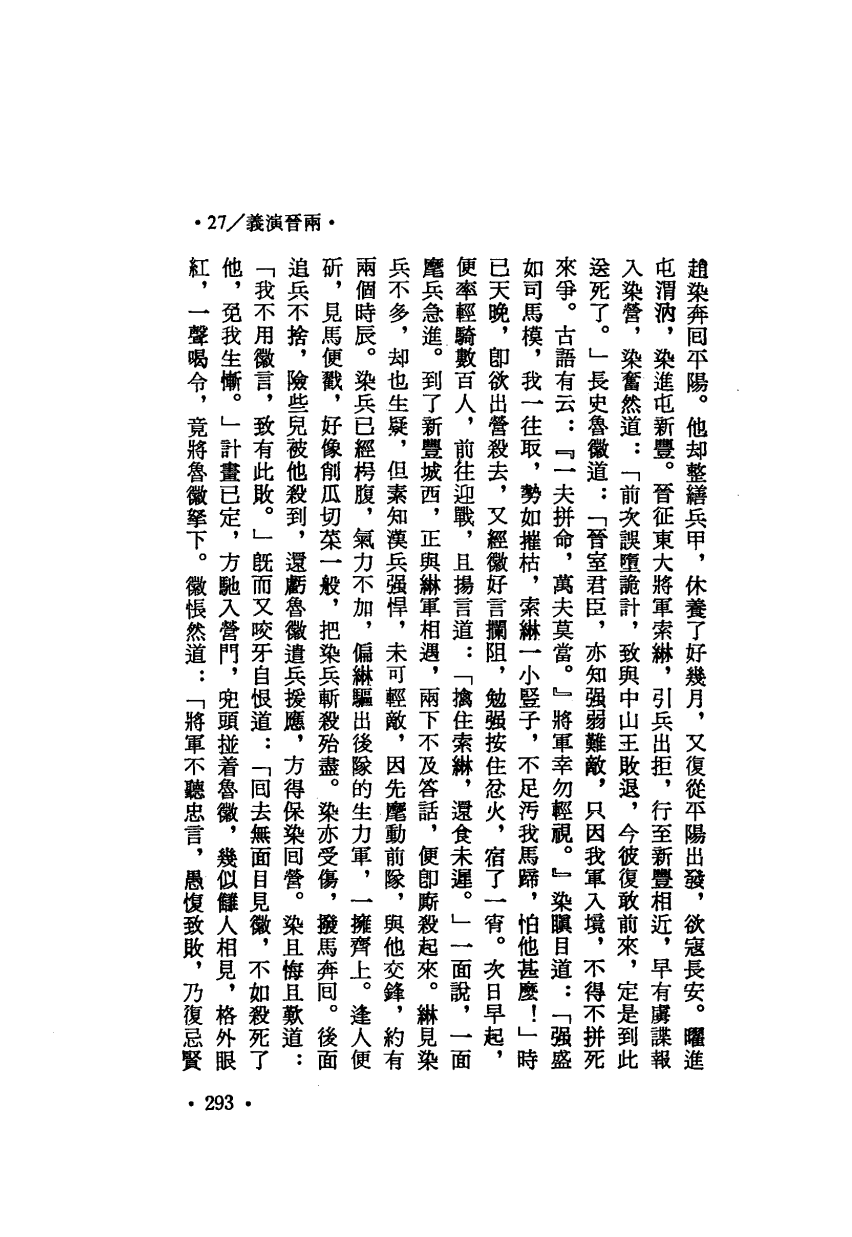 •27／義演晉兩•
趙染奔回平陽。他却整繕兵甲，休養了好幾月，又復從平陽出發，欲寇長安。曜進
屯渭汭，染進屯新豐。晉征東大將軍索綝，引兵出拒，行至新豐相近，早有虜諜報
入染營，染奮然道：「前次誤墮詭計，致與中山王敗退，今彼復敢前來，定是到此
送死了。」長史魯徽道：「晉室君臣，亦知强弱難敵，只因我軍入境，不得不拼死
來爭。古語有云：『一夫拼命，萬夫莫當。』將軍幸勿輕視。』染瞋目道：「强盛
如司馬模，我一往取，勢如摧枯，索綝一小豎子，不足汚我馬蹄，怕他甚麼！」時
已天晚，卽欲出營殺去，又經徽好言攔阻，勉强按住忿火，宿了一宵。次日早起，
便率輕騎數百人，前往迎戰，且揚言道：「擒住索綝，還食未遲。」一面說，一面
麾兵急進。到了新豐城西，正與綝軍相遇，兩下不及答話，便卽廝殺起來。綝見染
兵不多，却也生疑，但素知漢兵强悍，未可輕敵，因先麾動前隊，與他交鋒，約有
兩個時辰。染兵已經枵腹，氣力不加，偏綝驅出後隊的生力軍，一擁齊上。逢人便
斫，見馬便戳，好像削瓜切菜一般，把染兵斬殺殆盡。染亦受傷，撥馬奔回。後面
追兵不捨，險些兒被他殺到，還虧魯徽遣兵援應，方得保染回營。染且悔且歎道：
「我不用徽言，致有此敗。」旣而又咬牙自恨道：「回去無面目見徽，不如殺死了
他，免我生慚。」計畫已定，方馳入營門，兜頭碰着魯徽，幾似讎人相見，格外眼
紅，一聲喝令，竟將魯徽拏下。徽悵然道：「將軍不聽忠言，愚愎致敗，乃復忌賢
•293•